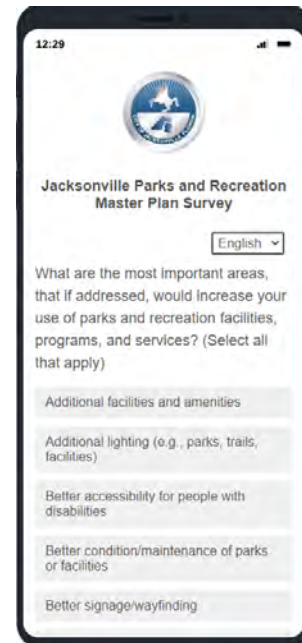 12:29
Jacksonville Parks and Recreation
Master Plan Survey
English
What are the most important areas,
that if addressed, would increase your
use of parks and recreation facilities,
programs, and services? (Select all
that apply)
Additional facilities and amenities
Additional lighting (e.g., parks, trails,
facilities)
Better accessibility for people with
disabilities
Better condition/maintenance of parks
or facilities
Better signage/wayfinding